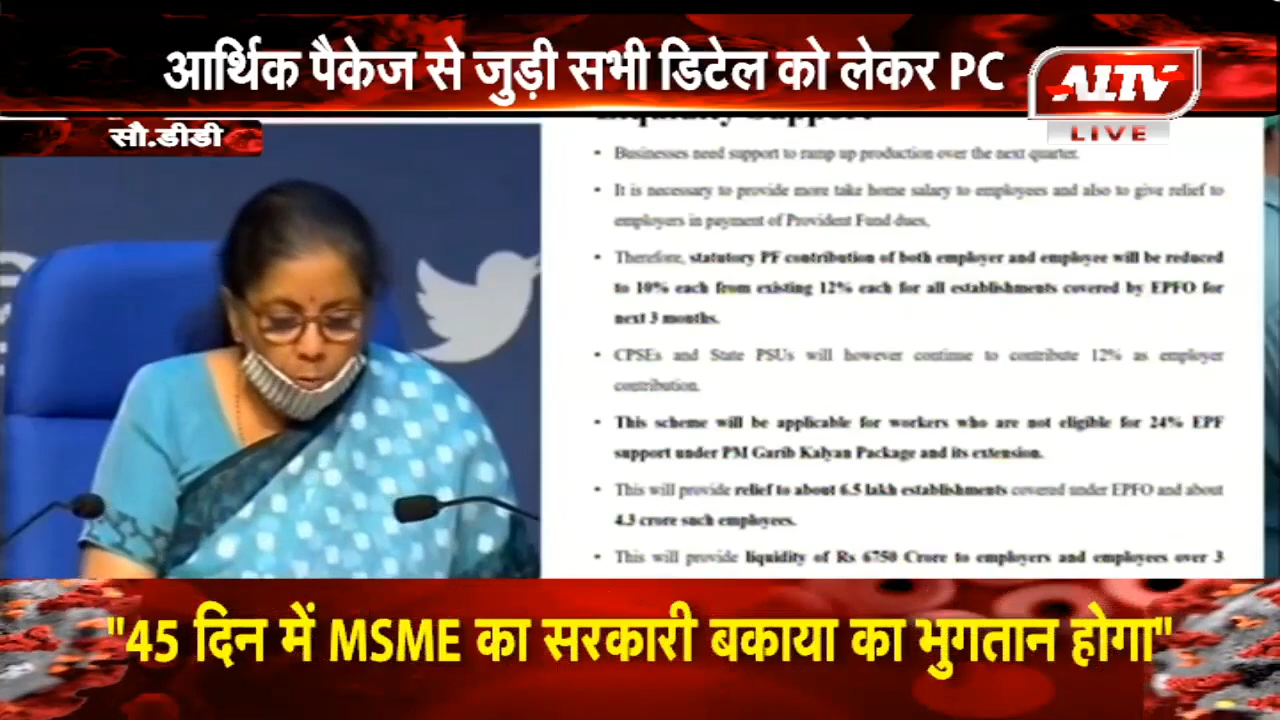 आर्थिक पैकेज से जुड़ी सभी डिटेल को लेकर PC
ALTV
LIVE
सौ.डीडी
Liquidity Support
• Businesses need support to ramp up production over the next quarter.
• It is necessary to provide more take home salary to employees and also to give relief to
employers in payment of Provident Fund dues.
• Therefore, statutory PF contribution of both employer and employee will be reduced
to 10% each from existing 12% each for all establishments covered by EPFO for
next 3 months.
• CPSEs and State PSUs will however continue to contribute 12% as employer
contribution.
• This scheme will be applicable for workers who are not eligible for 24% EPF
support under PM Garib Kalyan Package and its extension.
• This will provide relief to about 6.5 lakh establishments covered under EPFO and about
4.3 crore such employees.
• This will provide liquidity of Rs 6750 Crore to employers and employees over 3
"45 दिन में MSME का सरकारी बकाया का भुगतान होगा"